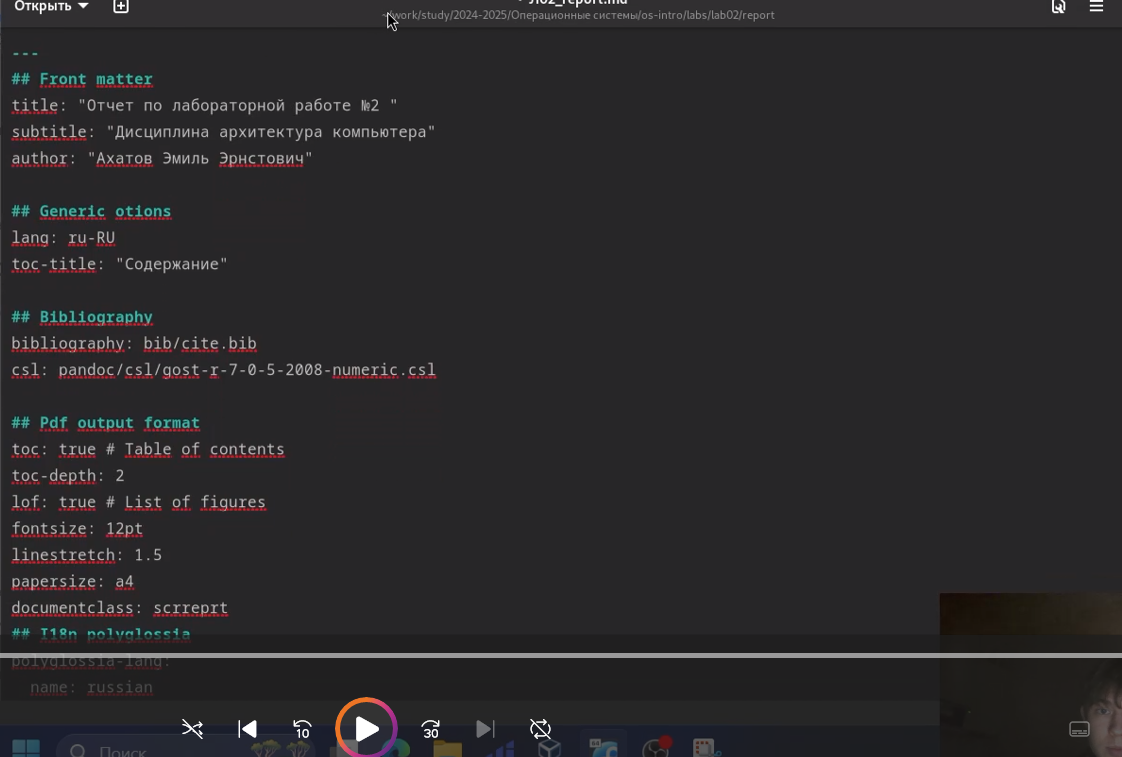 Открыть
Л02_report.md
~/work/study/2024-2025/Операционные системы/os-intro/labs/lab02/report
---
## Front matter
title: "Отчет по лабораторной работе №2 "
subtitle: "Дисциплина архитектура компьютера"
author: "Ахатов Эмиль Эрнстович"
## Generic otions
lang: ru-RU
toc-title: "Содержание"
## Bibliography
bibliography: bib/cite.bib
csl: pandoc/csl/gost-r-7-0-5-2008-numeric.csl
## Pdf output format
toc: true # Table of contents
toc-depth: 2
lof: true # List of figures
fontsize: 12pt
linestretch: 1.5
papersize: a4
documentclass: scrreprt
## I18n polyglossia
polyglossia-lang:
name: russian
10
30
Поиск